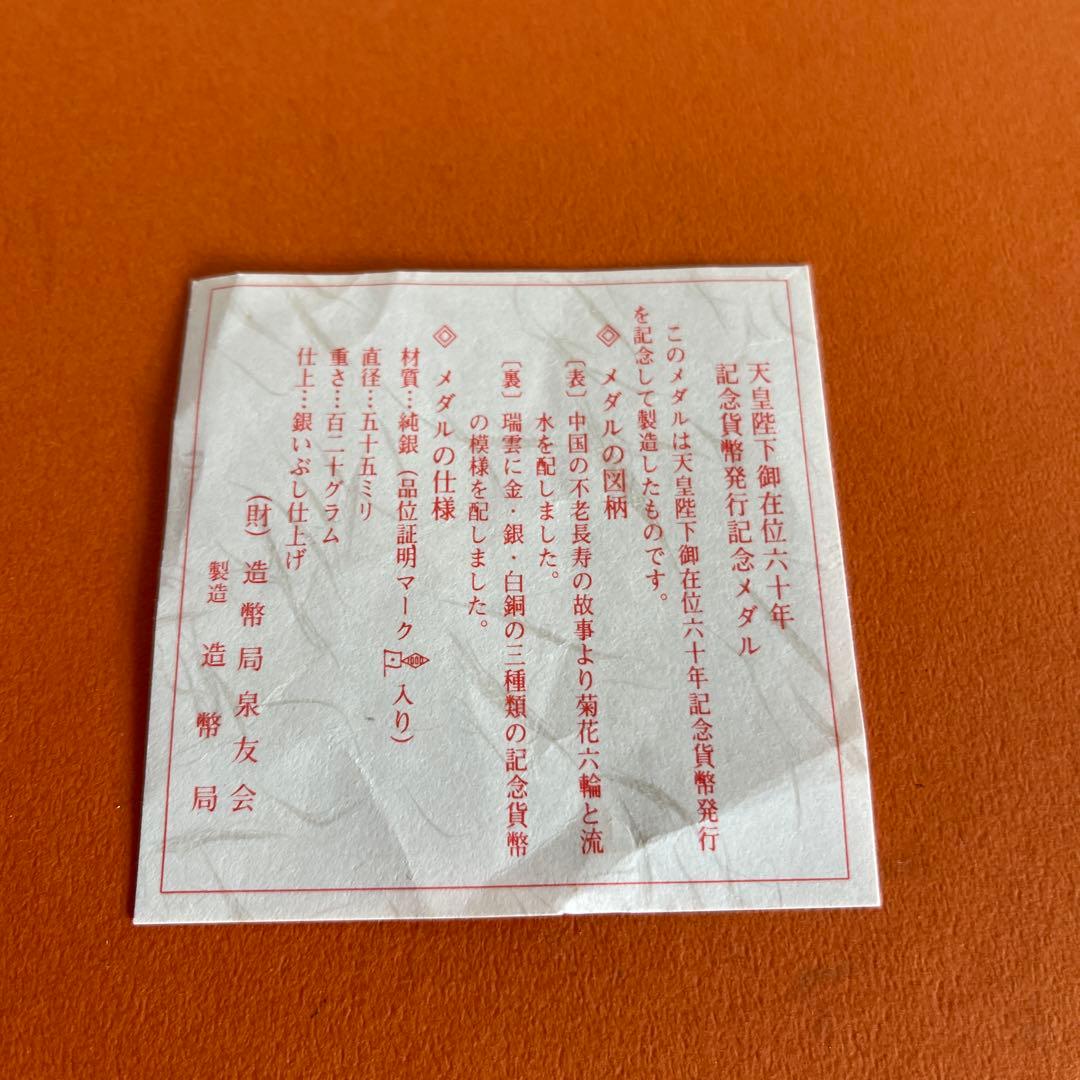 天皇陛下御在位六十年
記念貨幣発行記念メダル
このメダルは天皇陛下御在位六十年記念貨幣発行
を記念して製造したものです。
◈ メダルの図柄
〔表〕中国の不老長寿の故事より菊花六輪と流
水を配しました。
〔裏〕瑞雲に金・銀・白銅の三種類の記念貨幣
の模様を配しました。
◈ メダルの仕様
材質…純銀（品位証明マーク 1000 入り）
直径…五十五ミリ
重さ…百二十グラム
仕上…銀いぶし仕上げ
（財）造幣局泉友会
製造 造幣局